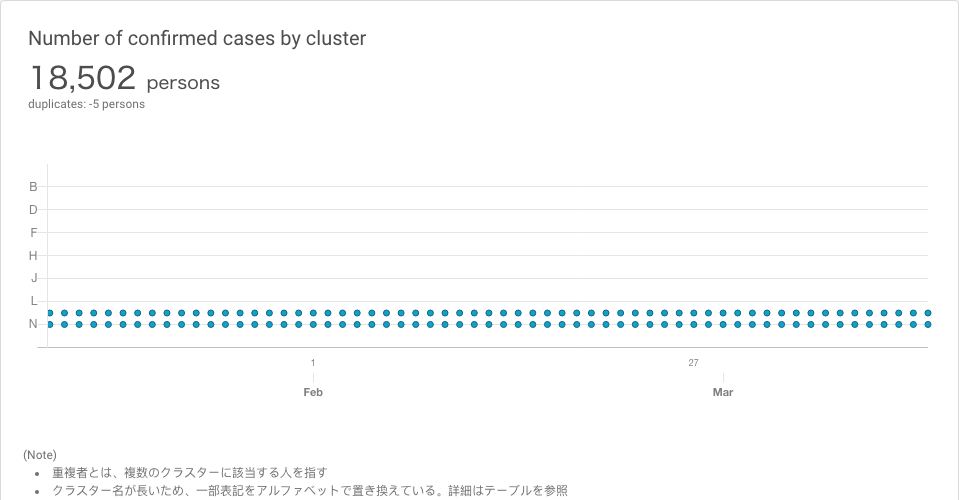 Number of confirmed cases by cluster
18,502 persons
duplicates: -5 persons
B
D
F
H
J
L
N
1
27
Feb
Mar
(Note)
• 重複者とは、複数のクラスターに該当する人を指す
• クラスター名が長いため、一部表記をアルファベットで置き換えている。詳細はテーブルを参照